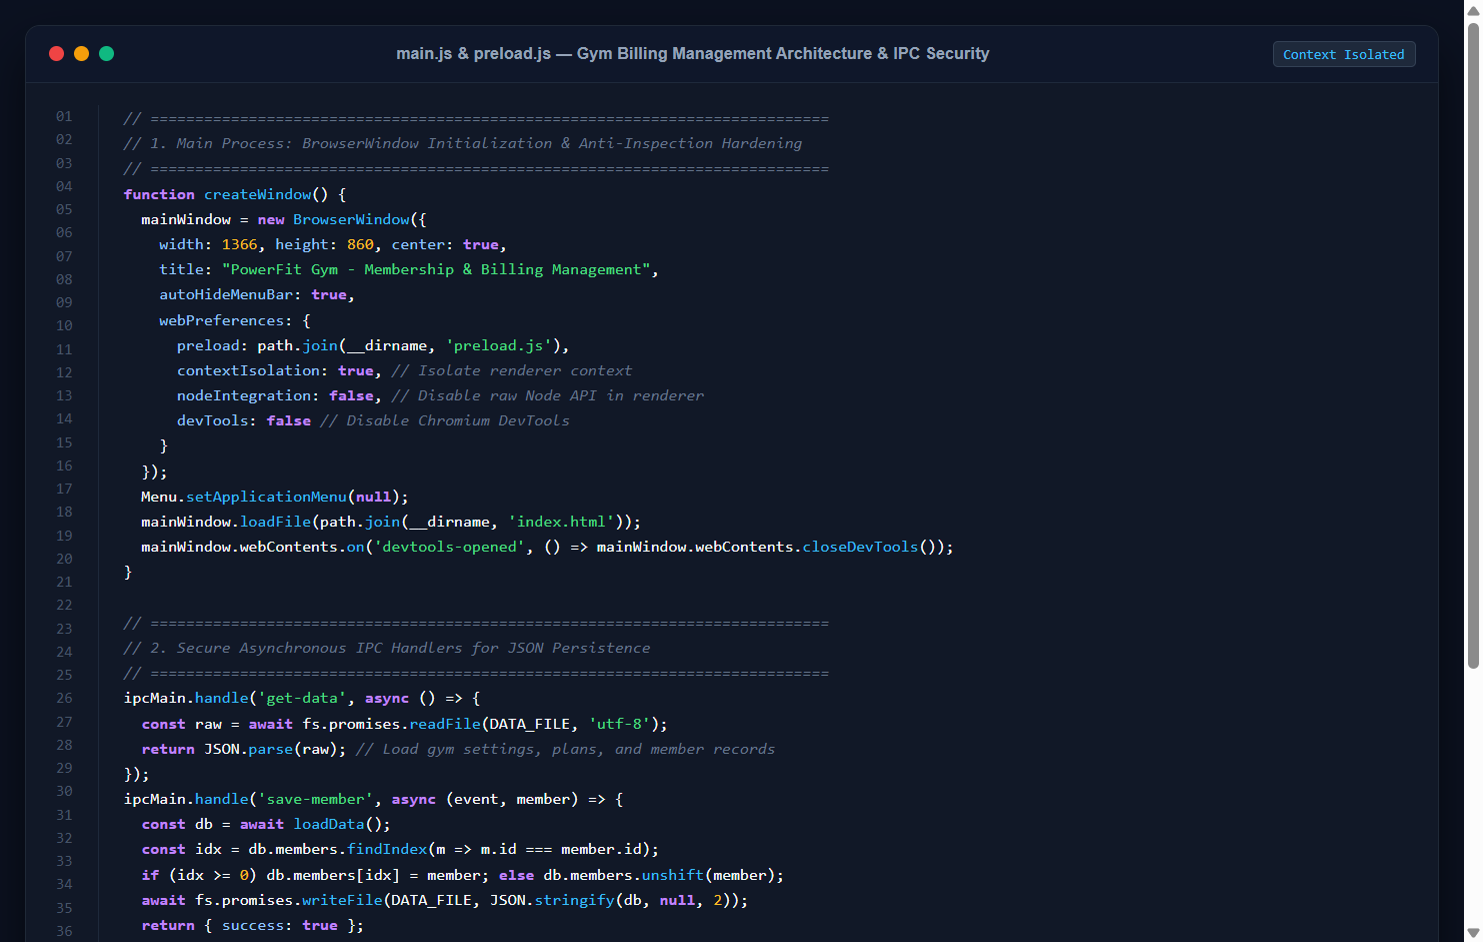 main.js & preload.js — Gym Billing Management Architecture & IPC Security
Context Isolated
01 // ============================================================================
02 // 1. Main Process: BrowserWindow Initialization & Anti-Inspection Hardening
03 // ============================================================================
04 function createWindow() {
05   mainWindow = new BrowserWindow({
06     width: 1366, height: 860, center: true,
07     title: "PowerFit Gym - Membership & Billing Management",
08     autoHideMenuBar: true,
09     webPreferences: {
10       preload: path.join(__dirname, 'preload.js'),
11       contextIsolation: true, // Isolate renderer context
12       nodeIntegration: false, // Disable raw Node API in renderer
13       devTools: false // Disable Chromium DevTools
14     }
15   });
16   Menu.setApplicationMenu(null);
17   mainWindow.loadFile(path.join(__dirname, 'index.html'));
18   mainWindow.webContents.on('devtools-opened', () => mainWindow.webContents.closeDevTools());
19 }
20
21 // ============================================================================
22 // 2. Secure Asynchronous IPC Handlers for JSON Persistence
23 // ============================================================================
24 ipcMain.handle('get-data', async () => {
25   const raw = await fs.promises.readFile(DATA_FILE, 'utf-8');
26   return JSON.parse(raw); // Load gym settings, plans, and member records
27 });
28 ipcMain.handle('save-member', async (event, member) => {
29   const db = await loadData();
30   const idx = db.members.findIndex(m => m.id === member.id);
31   if (idx >= 0) db.members[idx] = member; else db.members.unshift(member);
32   await fs.promises.writeFile(DATA_FILE, JSON.stringify(db, null, 2));
33   return { success: true };
34
35
36